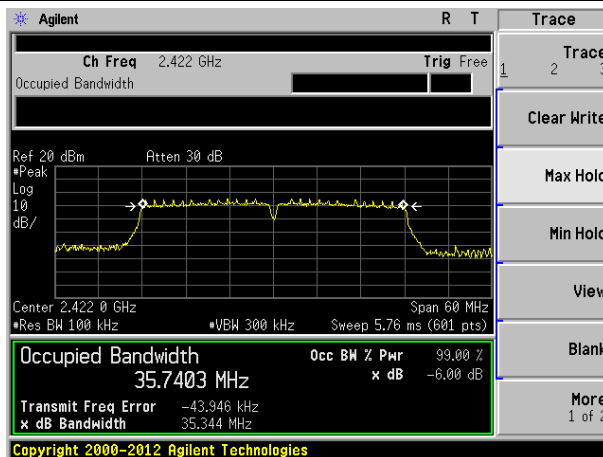 Agilent R T Trace
Ch Freq 2.422 GHz Trig Free
Occupied Bandwidth
Trace
1 2 3
Clear Write
Max Hold
Min Hold
View
Blank
More
1 of 2
Ref 20 dBm Atten 30 dB
#Peak
Log
10
dB/
Center 2.422 0 GHz Span 60 MHz
#Res BW 100 kHz #VBW 300 kHz Sweep 5.76 ms (601 pts)
Occupied Bandwidth Occ BW % Pwr 99.00 %
35.7403 MHz x dB -6.00 dB
Transmit Freq Error -43.946 kHz
x dB Bandwidth 35.344 MHz
Copyright 2000-2012 Agilent Technologies